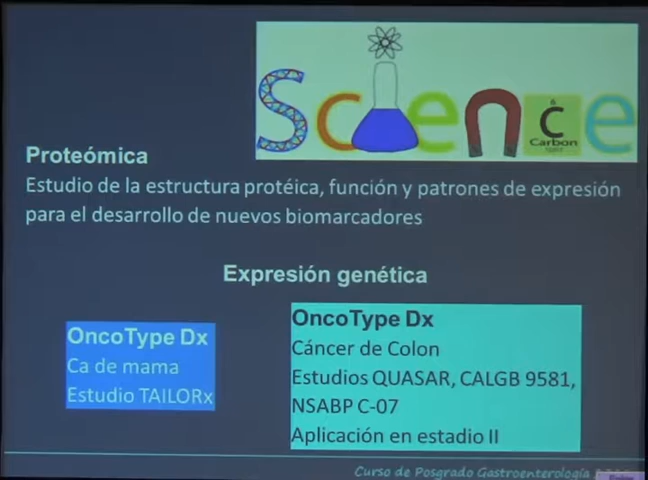 Science
6
C
Carbon
Proteómica
Estudio de la estructura protéica, función y patrones de expresión
para el desarrollo de nuevos biomarcadores
Expresión genética
OncoType Dx
Ca de mama
Estudio TAILORx
OncoType Dx
Cáncer de Colon
Estudios QUASAR, CALGB 9581,
NSABP C-07
Aplicación en estadio II
Curso de Posgrado Gastroenterología